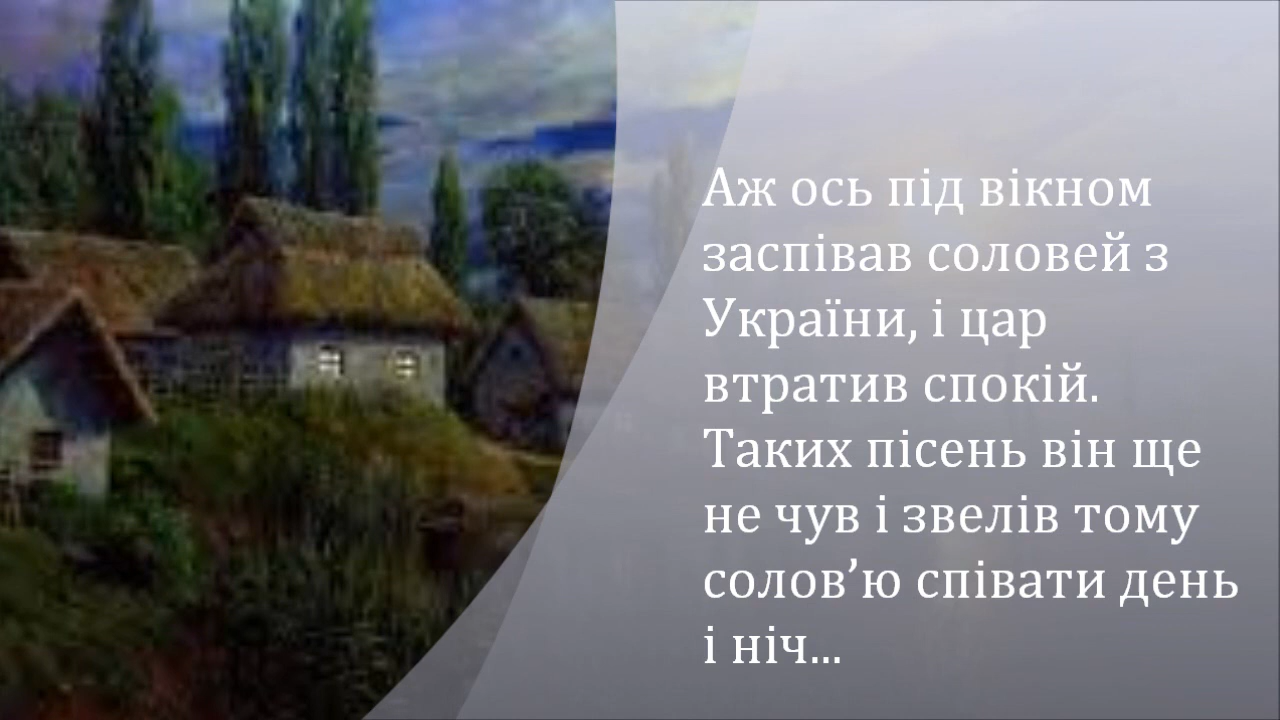 Аж ось під вікном
заспівав соловей з
України, і цар
втратив спокій.
Таких пісень він ще
не чув і звелів тому
солов’ю співати день
і ніч...